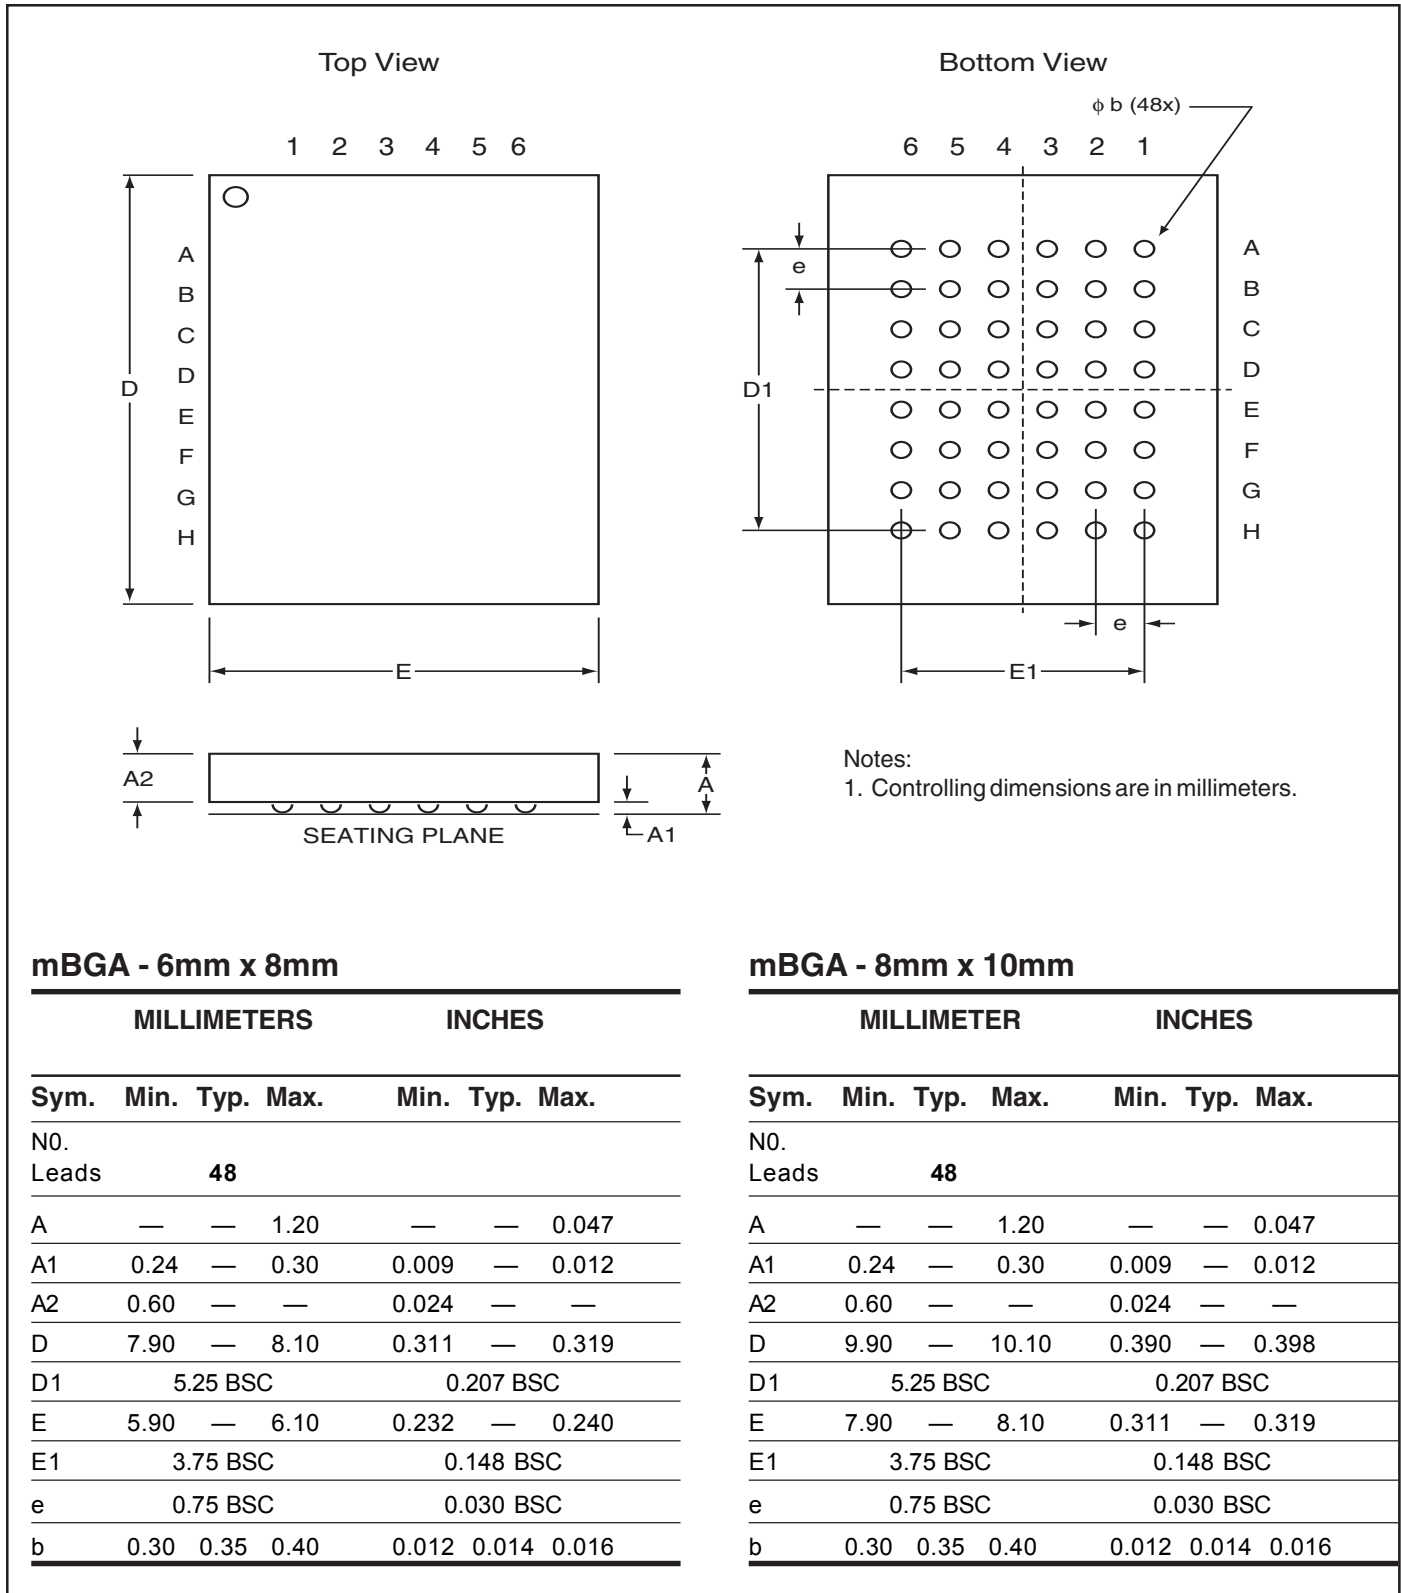 Top View
Bottom View
ϕ b (48x)
1 2 3 4 5 6
6 5 4 3 2 1
A
B
C
D
E
F
G
H
D
E
e
D1
A
B
C
D
E
F
G
H
e
E1
A2
A
A1
SEATING PLANE
Notes:
1. Controlling dimensions are in millimeters.
mBGA - 6mm x 8mm
MILLIMETERS INCHES
Sym. Min. Typ. Max. Min. Typ. Max.
N0.
Leads 48
A — — 1.20 — — 0.047
A1 0.24 — 0.30 0.009 — 0.012
A2 0.60 — — 0.024 — —
D 7.90 — 8.10 0.311 — 0.319
D1 5.25 BSC 0.207 BSC
E 5.90 — 6.10 0.232 — 0.240
E1 3.75 BSC 0.148 BSC
e 0.75 BSC 0.030 BSC
b 0.30 0.35 0.40 0.012 0.014 0.016
mBGA - 8mm x 10mm
MILLIMETER INCHES
Sym. Min. Typ. Max. Min. Typ. Max.
N0.
Leads 48
A — — 1.20 — — 0.047
A1 0.24 — 0.30 0.009 — 0.012
A2 0.60 — — 0.024 — —
D 9.90 — 10.10 0.390 — 0.398
D1 5.25 BSC 0.207 BSC
E 7.90 — 8.10 0.311 — 0.319
E1 3.75 BSC 0.148 BSC
e 0.75 BSC 0.030 BSC
b 0.30 0.35 0.40 0.012 0.014 0.016